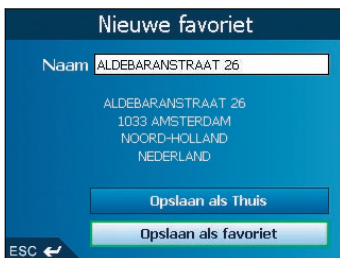 Nieuwe favoriet
Naam ALDEBARANSTRAAT 26
ALDEBARANSTRAAT 26
1033 AMSTERDAM
NOORD-HOLLAND
NEDERLAND
Opslaan als Thuis
Opslaan als favoriet
ESC